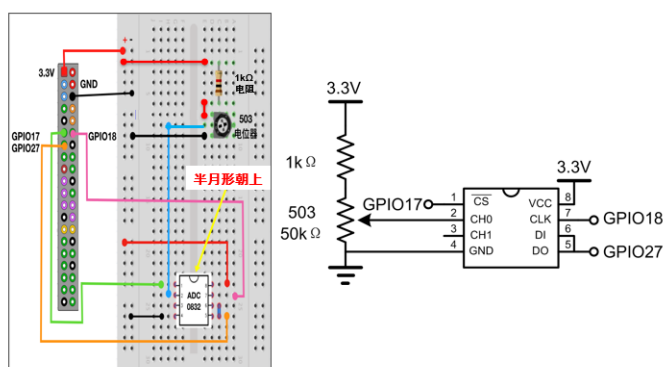 + -
3.3V
GND
1kΩ
电阻
503
电位器
GPIO17
GPIO18
GPIO27
半月形朝上
ADC
0832
3.3V
1kΩ
503
50kΩ
GPIO17
3.3V
1
CS
VCC
8
2
CH0
CLK
7
GPIO18
3
CH1
DI
6
4
GND
DO
5
GPIO27